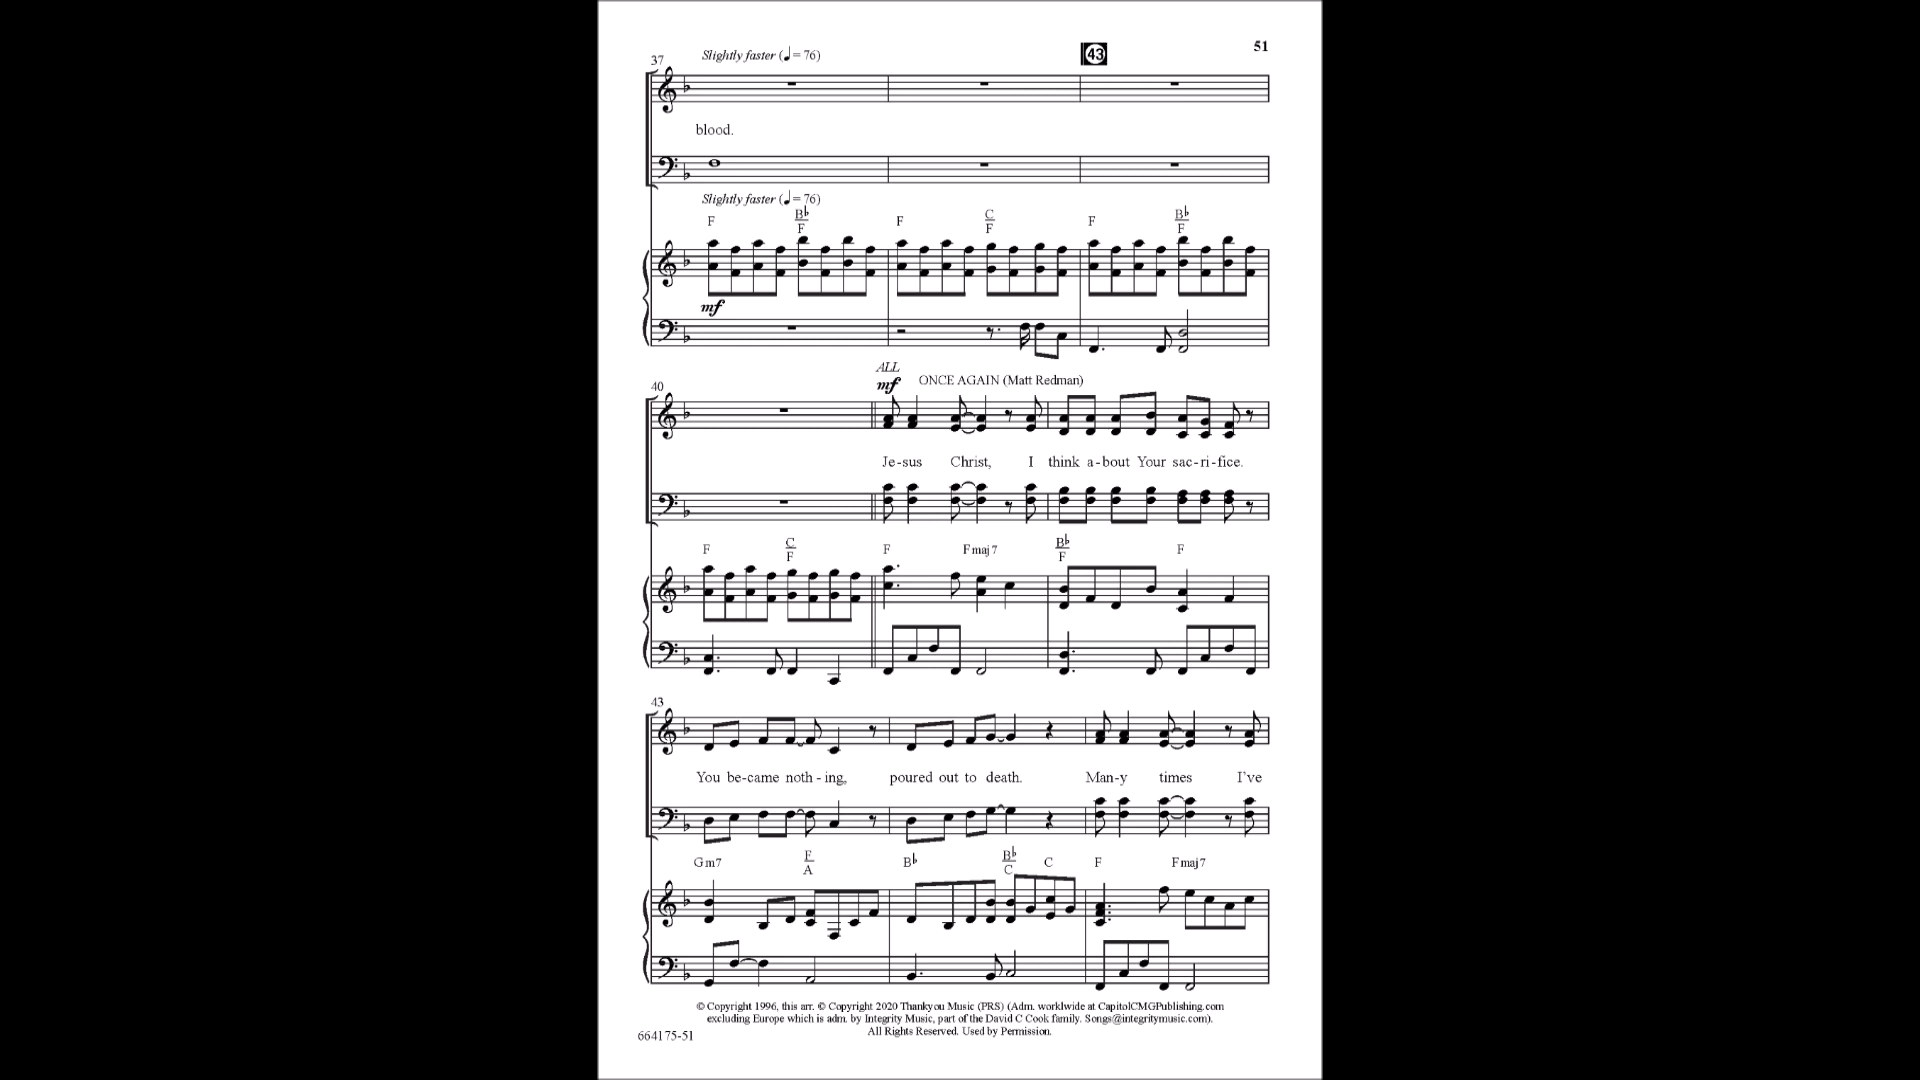 51
37
Slightly faster (♩= 76)
43
blood.
Slightly faster (♩= 76)
F B♭/F F C/F F B♭/F
mf
40
ALL
mf ONCE AGAIN (Matt Redman)
Je-sus Christ, I think a-bout Your sac-ri-fice.
F C/F F Fmaj7 B♭/F F
43
You be-came noth-ing, poured out to death. Man-y times I've
Gm7 F/A B♭ B♭/C C F Fmaj7
© Copyright 1996, this arr. © Copyright 2020 Thankyou Music (PRS) (Adm. worklwide at CapitolCMGPublishing.com
excluding Europe which is adm. by Integrity Music, part of the David C Cook family. Songs@integritymusic.com).
All Rights Reserved. Used by Permission.
664175-51